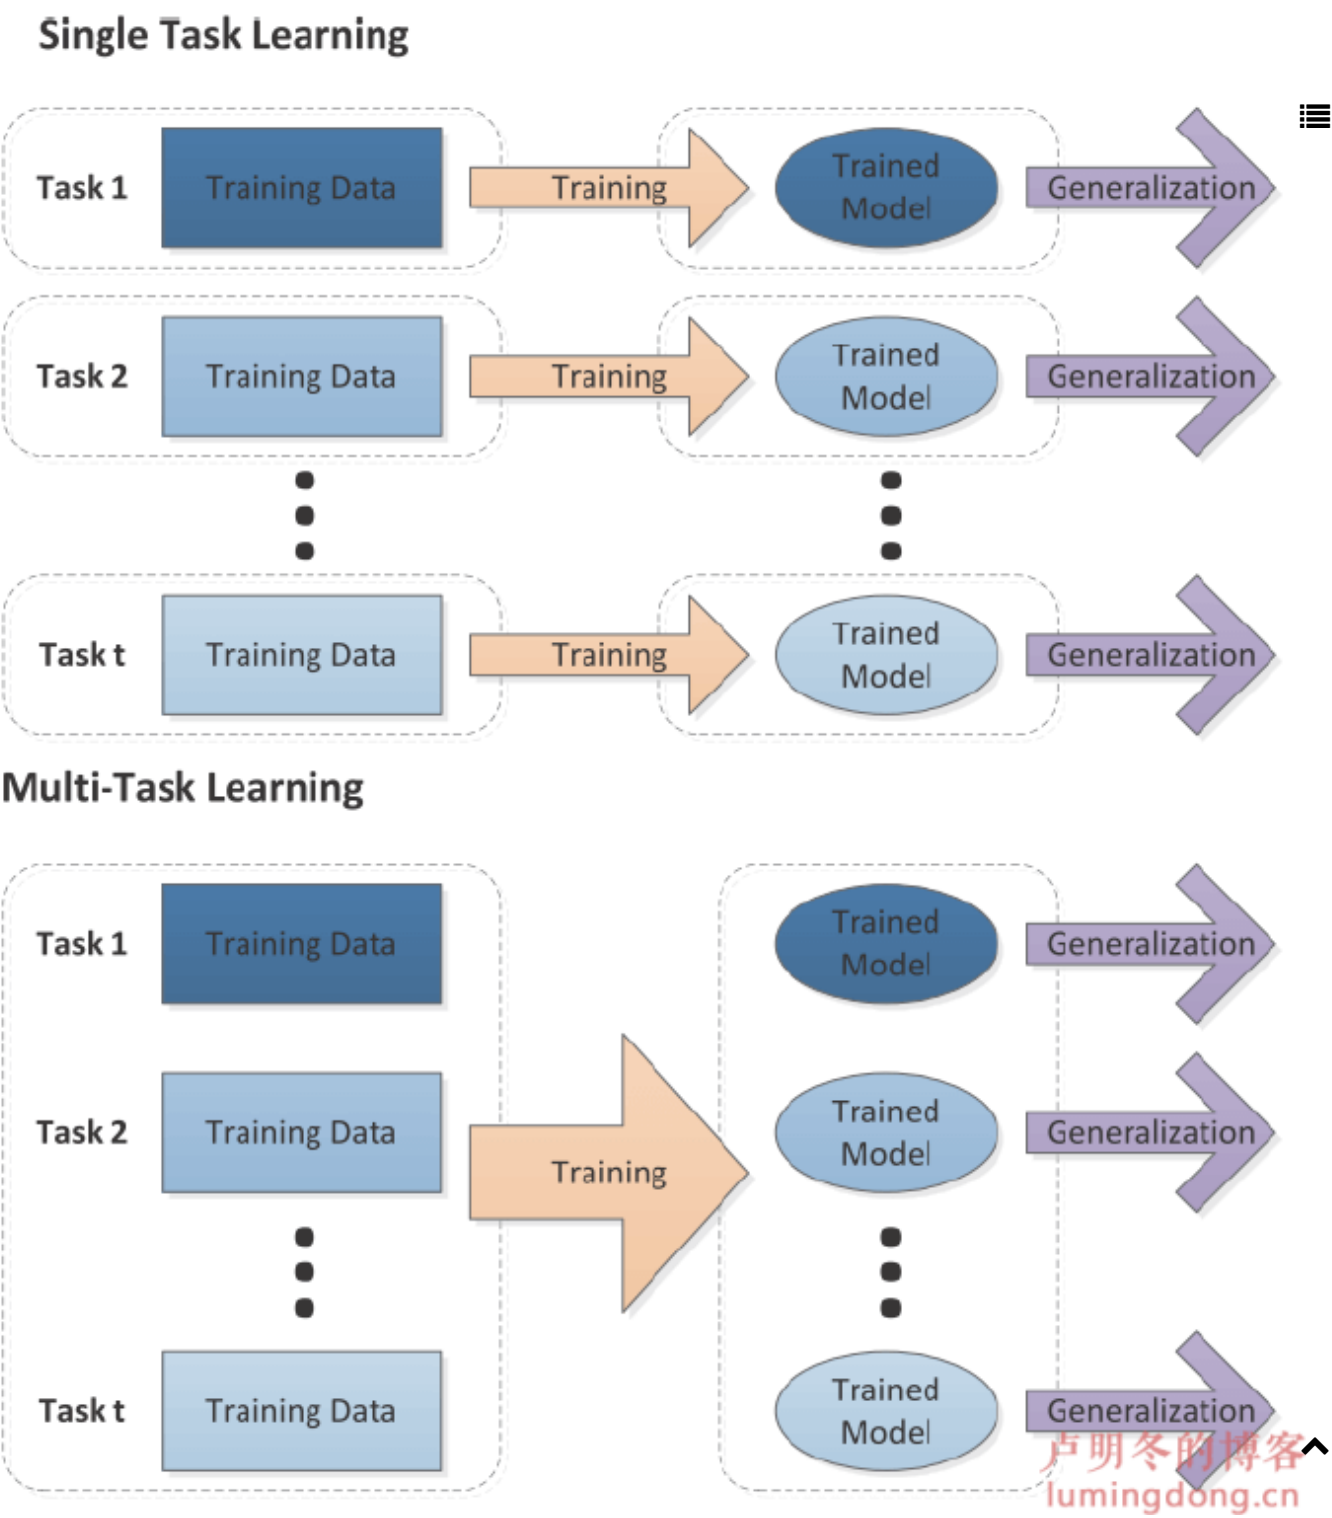 Single Task Learning
Task 1
Training Data
Training
Trained
Model
Generalization
Task 2
Training Data
Training
Trained
Model
Generalization
Task t
Training Data
Training
Trained
Model
Generalization
Multi-Task Learning
Task 1
Training Data
Trained
Model
Generalization
Task 2
Training Data
Training
Trained
Model
Generalization
Task t
Training Data
Trained
Model
Generalization
卢明冬的博客
lumingdong.cn